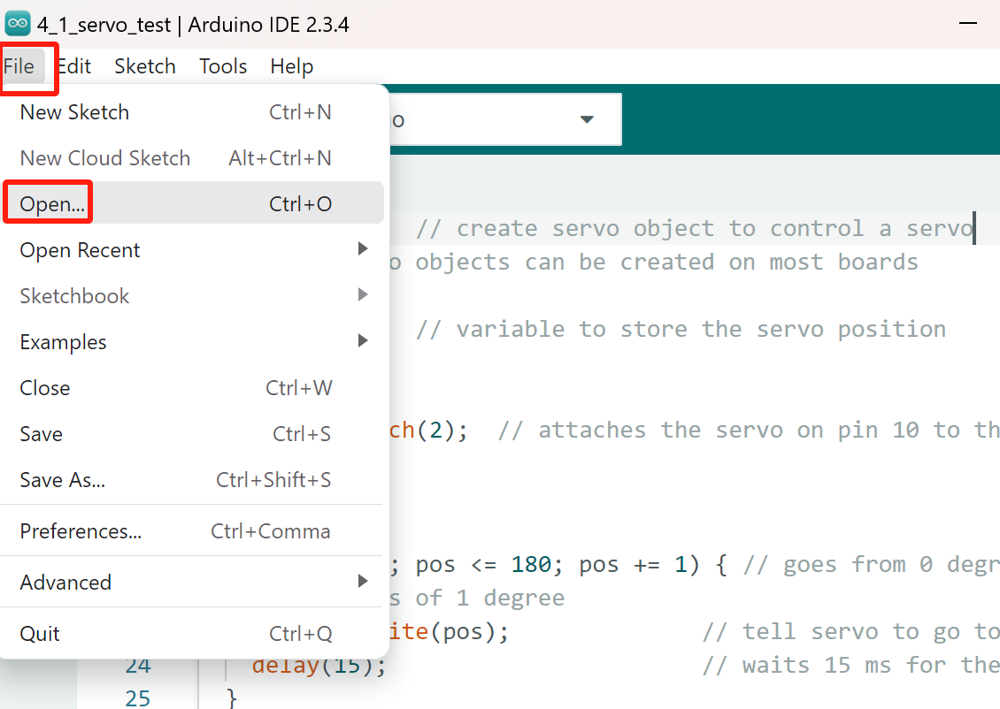 4_1_servo_test | Arduino IDE 2.3.4
File Edit Sketch Tools Help
New Sketch Ctrl+N
New Cloud Sketch Alt+Ctrl+N
Open... Ctrl+O
Open Recent
Sketchbook
Examples
Close Ctrl+W
Save Ctrl+S
Save As... Ctrl+Shift+S
Preferences... Ctrl+Comma
Advanced
Quit Ctrl+Q
o
// create servo object to control a servo
o objects can be created on most boards
// variable to store the servo position
ch(2); // attaches the servo on pin 10 to th
; pos <= 180; pos += 1) { // goes from 0 degr
s of 1 degree
ite(pos); // tell servo to go to
24 delay(15); // waits 15 ms for the
25 }